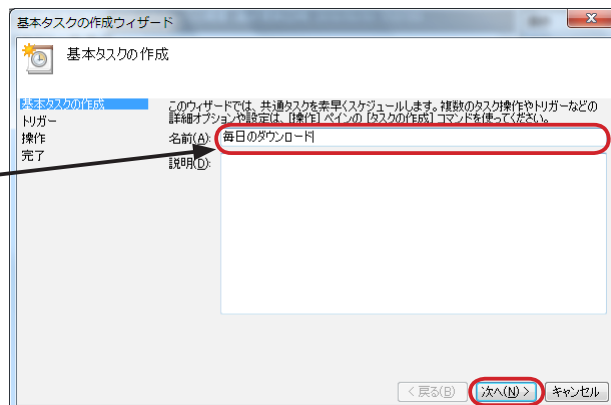 基本タスクの作成ウィザード
基本タスクの作成
基本タスクの作成
トリガー
操作
完了
このウィザードでは、共通タスクを素早くスケジュールします。複数のタスク操作やトリガーなどの
詳細オプションや設定は、[操作] ペインの [タスクの作成] コマンドを使ってください。
名前(A):
毎日のダウンロード
説明(D):
< 戻る(B)
次へ(N) >
キャンセル